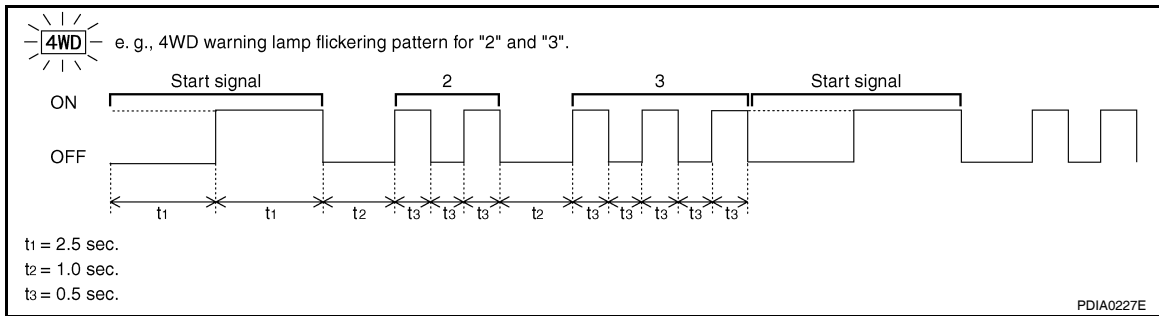 4WD e. g., 4WD warning lamp flickering pattern for "2" and "3".
Start signal 2 3 Start signal
ON
OFF
t1 t1 t2 t3 t3 t3 t2 t3 t3 t3 t3 t3
t1 = 2.5 sec.
t2 = 1.0 sec.
t3 = 0.5 sec.
PDIA0227E